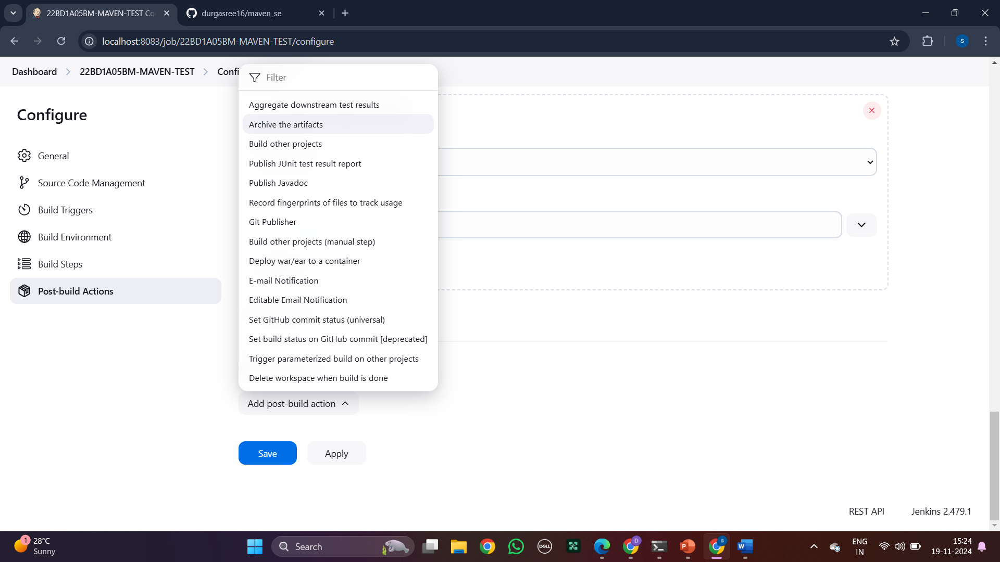 22BD1A05BM-MAVEN-TEST Co
durgasree16/maven_se
localhost:8083/job/22BD1A05BM-MAVEN-TEST/configure
S
Dashboard
22BD1A05BM-MAVEN-TEST
Confi
Configure
General
Source Code Management
Build Triggers
Build Environment
Build Steps
Post-build Actions
Filter
Aggregate downstream test results
Archive the artifacts
Build other projects
Publish JUnit test result report
Publish Javadoc
Record fingerprints of files to track usage
Git Publisher
Build other projects (manual step)
Deploy war/ear to a container
E-mail Notification
Editable Email Notification
Set GitHub commit status (universal)
Set build status on GitHub commit [deprecated]
Trigger parameterized build on other projects
Delete workspace when build is done
Add post-build action
Save
Apply
REST API
Jenkins 2.479.1
1
28°C
Sunny
Search
DELL
D
P
S
W
ENG
IN
15:24
19-11-2024